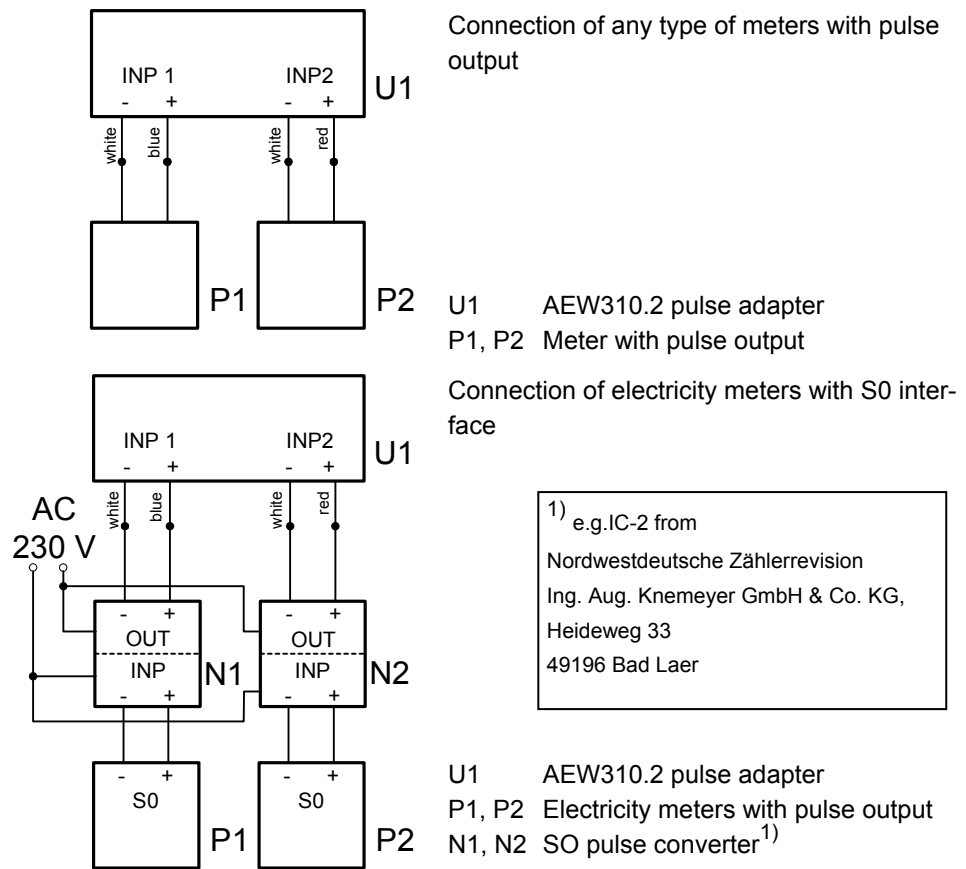 Connection of any type of meters with pulse
output
INP 1 INP2
U1
- + - +
white blue white red
P1 P2
U1 AEW310.2 pulse adapter
P1, P2 Meter with pulse output
Connection of electricity meters with S0 inter-
face
INP 1 INP2
U1
- + - +
white blue white red
AC
230 V
- + - +
OUT OUT
INP INP
N1 N2
- + - +
- + - +
S0 S0
P1 P2
1) e.g.IC-2 from
Nordwestdeutsche Zählerrevision
Ing. Aug. Knemeyer GmbH & Co. KG,
Heideweg 33
49196 Bad Laer
U1 AEW310.2 pulse adapter
P1, P2 Electricity meters with pulse output
N1, N2 SO pulse converter1)